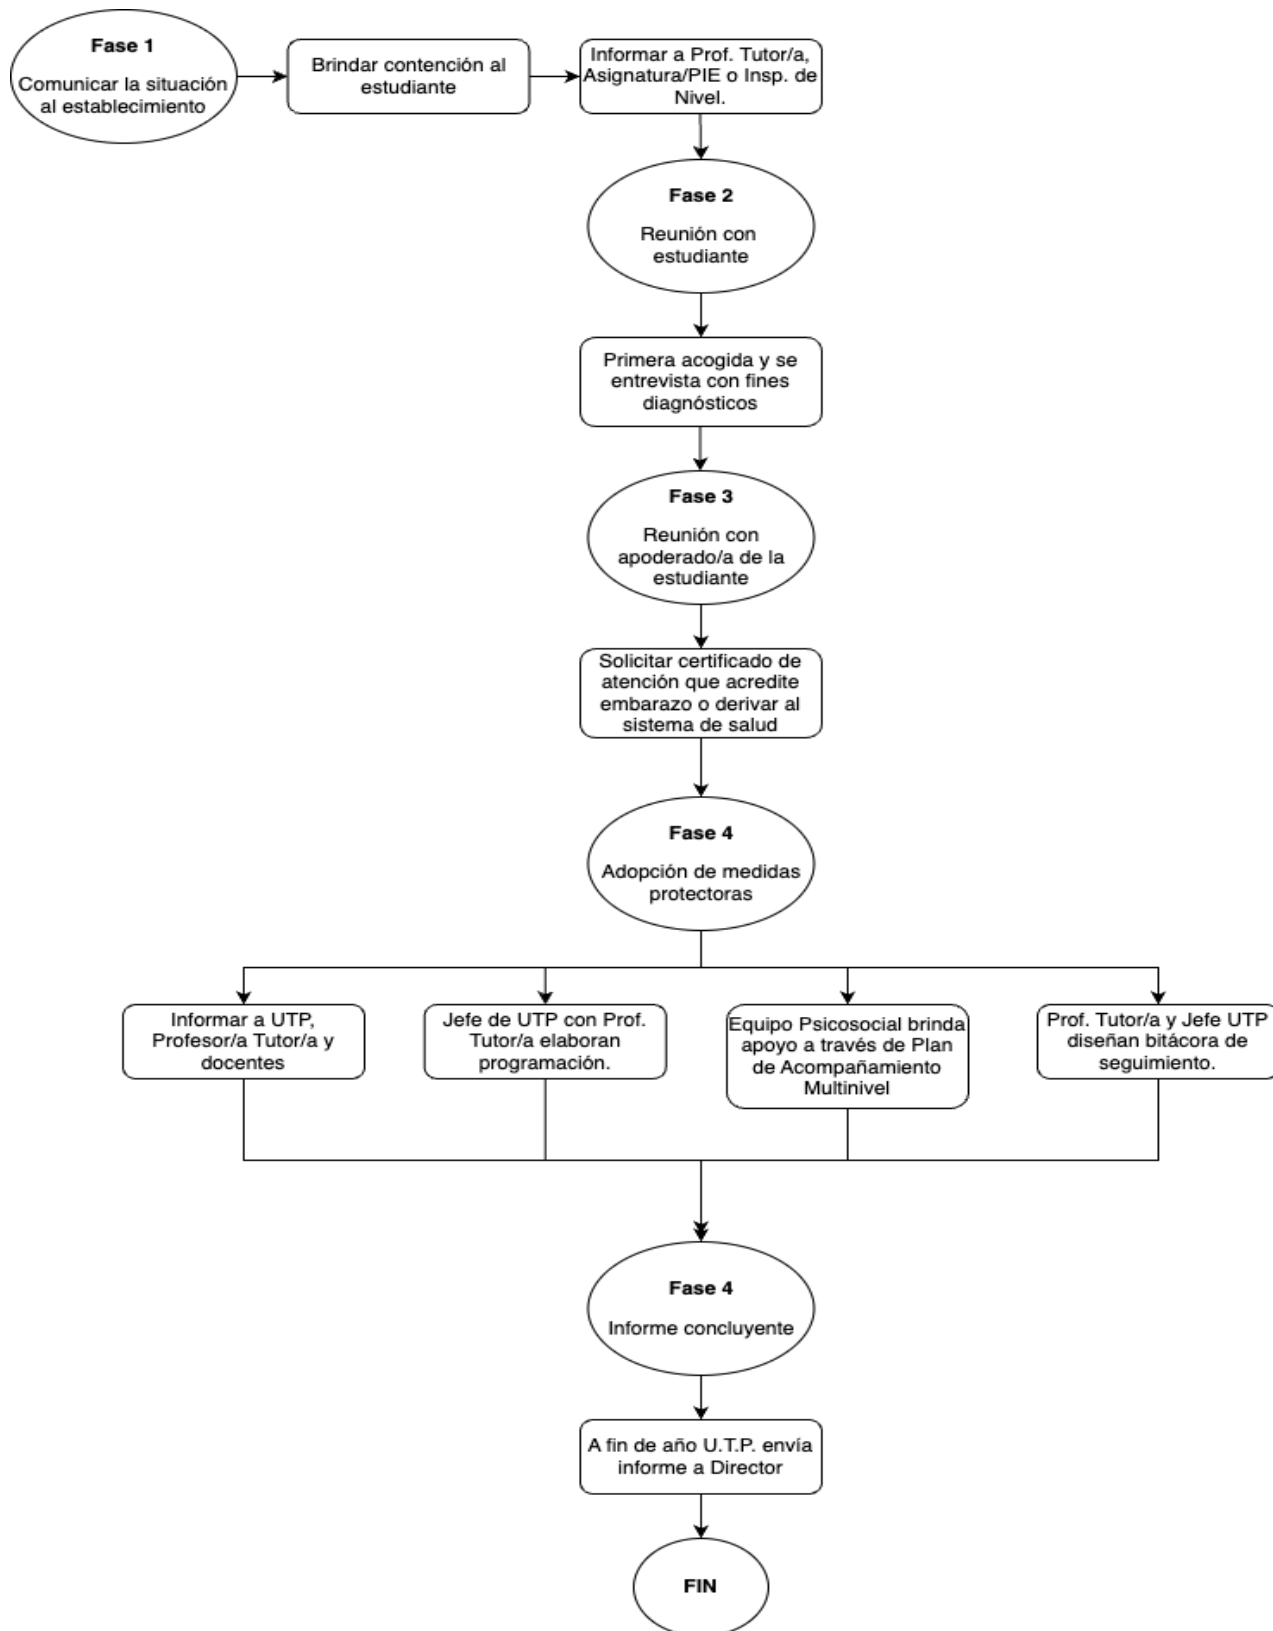 Fase 1
Comunicar la situación
al establecimiento
Brindar contención al
estudiante
Informar a Prof. Tutor/a,
Asignatura/PIE o Insp. de
Nivel.
Fase 2
Reunión con
estudiante
Primera acogida y se
entrevista con fines
diagnósticos
Fase 3
Reunión con
apoderado/a de la
estudiante
Solicitar certificado de
atención que acredite
embarazo o derivar al
sistema de salud
Fase 4
Adopción de medidas
protectoras
Informar a UTP,
Profesor/a Tutor/a y
docentes
Jefe de UTP con Prof.
Tutor/a elaboran
programación.
Equipo Psicosocial brinda
apoyo a través de Plan
de Acompañamiento
Multinivel
Prof. Tutor/a y Jefe UTP
diseñan bitácora de
seguimiento.
Fase 4
Informe concluyente
A fin de año U.T.P. envía
informe a Director
FIN